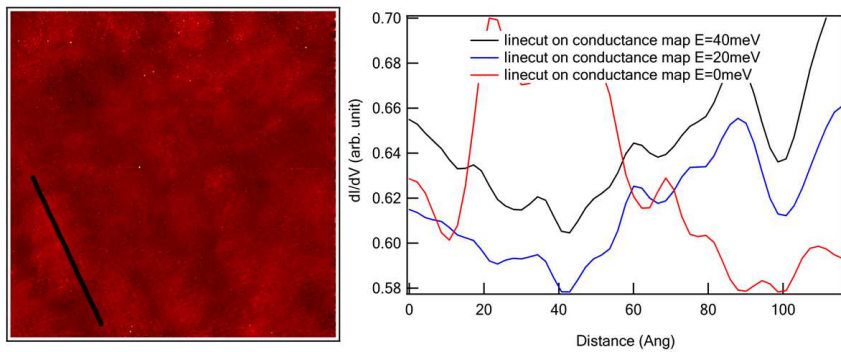 0.70
0.68
0.66
0.64
0.62
0.60
0.58
dI/dV (arb. unit)
linecut on conductance map E=40meV
linecut on conductance map E=20meV
linecut on conductance map E=0meV
0 20 40 60 80 100
Distance (Ang)